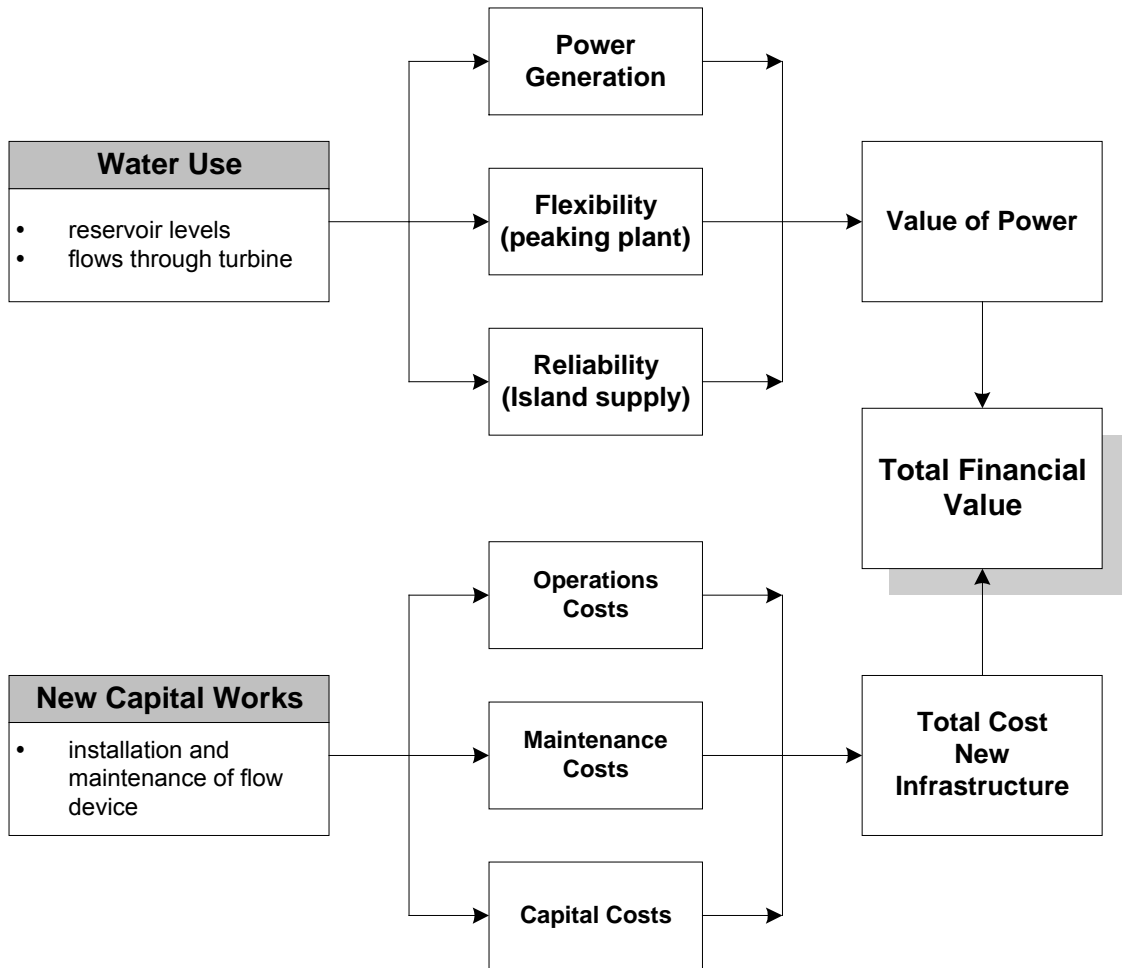 Power
Generation
Water Use
• reservoir levels
• flows through turbine
Flexibility
(peaking plant)
Value of Power
Reliability
(Island supply)
Total Financial
Value
Operations
Costs
New Capital Works
• installation and
maintenance of flow
device
Maintenance
Costs
Total Cost
New
Infrastructure
Capital Costs